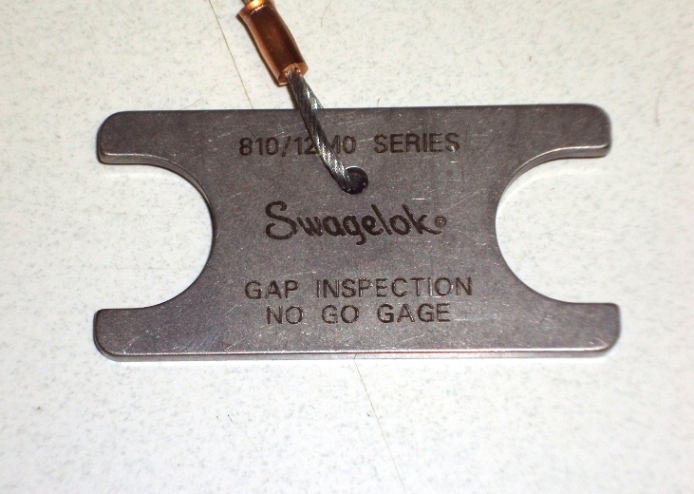 810/12M0 SERIES
Swagelok®
GAP INSPECTION
NO GO GAGE